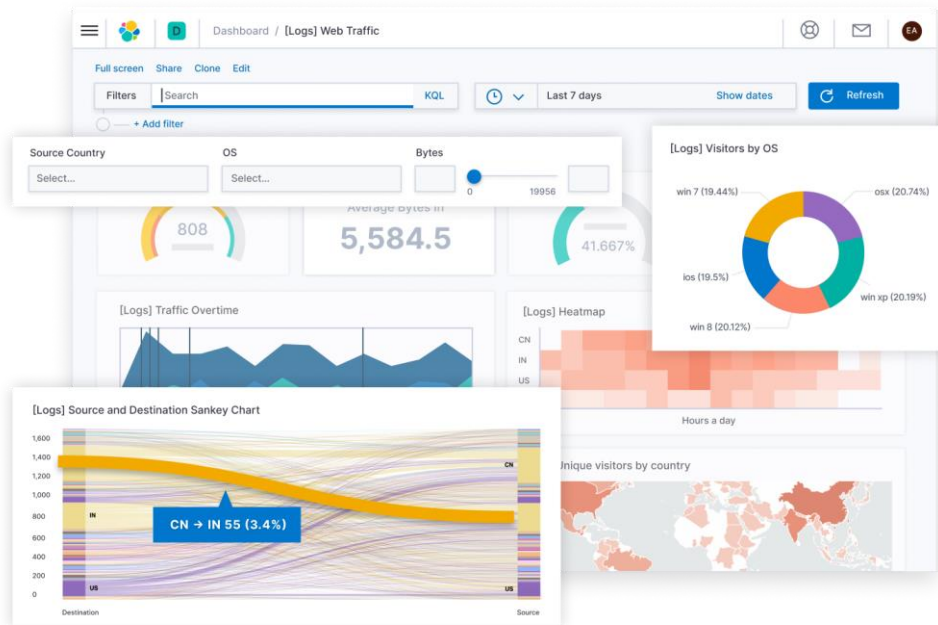 D
Dashboard / [Logs] Web Traffic
EA
Full screen Share Clone Edit
Filters Search KQL
Last 7 days Show dates
Refresh
+ Add filter
Source Country OS Bytes
Select... Select...
0 19956
808
Average Bytes In
5,584.5
41.667%
[Logs] Visitors by OS
win 7 (19.44%)
osx (20.74%)
ios (19.5%)
win xp (20.19%)
win 8 (20.12%)
[Logs] Traffic Overtime
[Logs] Heatmap
CN
IN
US
Hours a day
[Logs] Source and Destination Sankey Chart
1,600
1,400
1,200
1,000
800
600
400
200
0
CN
IN
CN → IN 55 (3.4%)
US
US
Destination
Source
Unique visitors by country